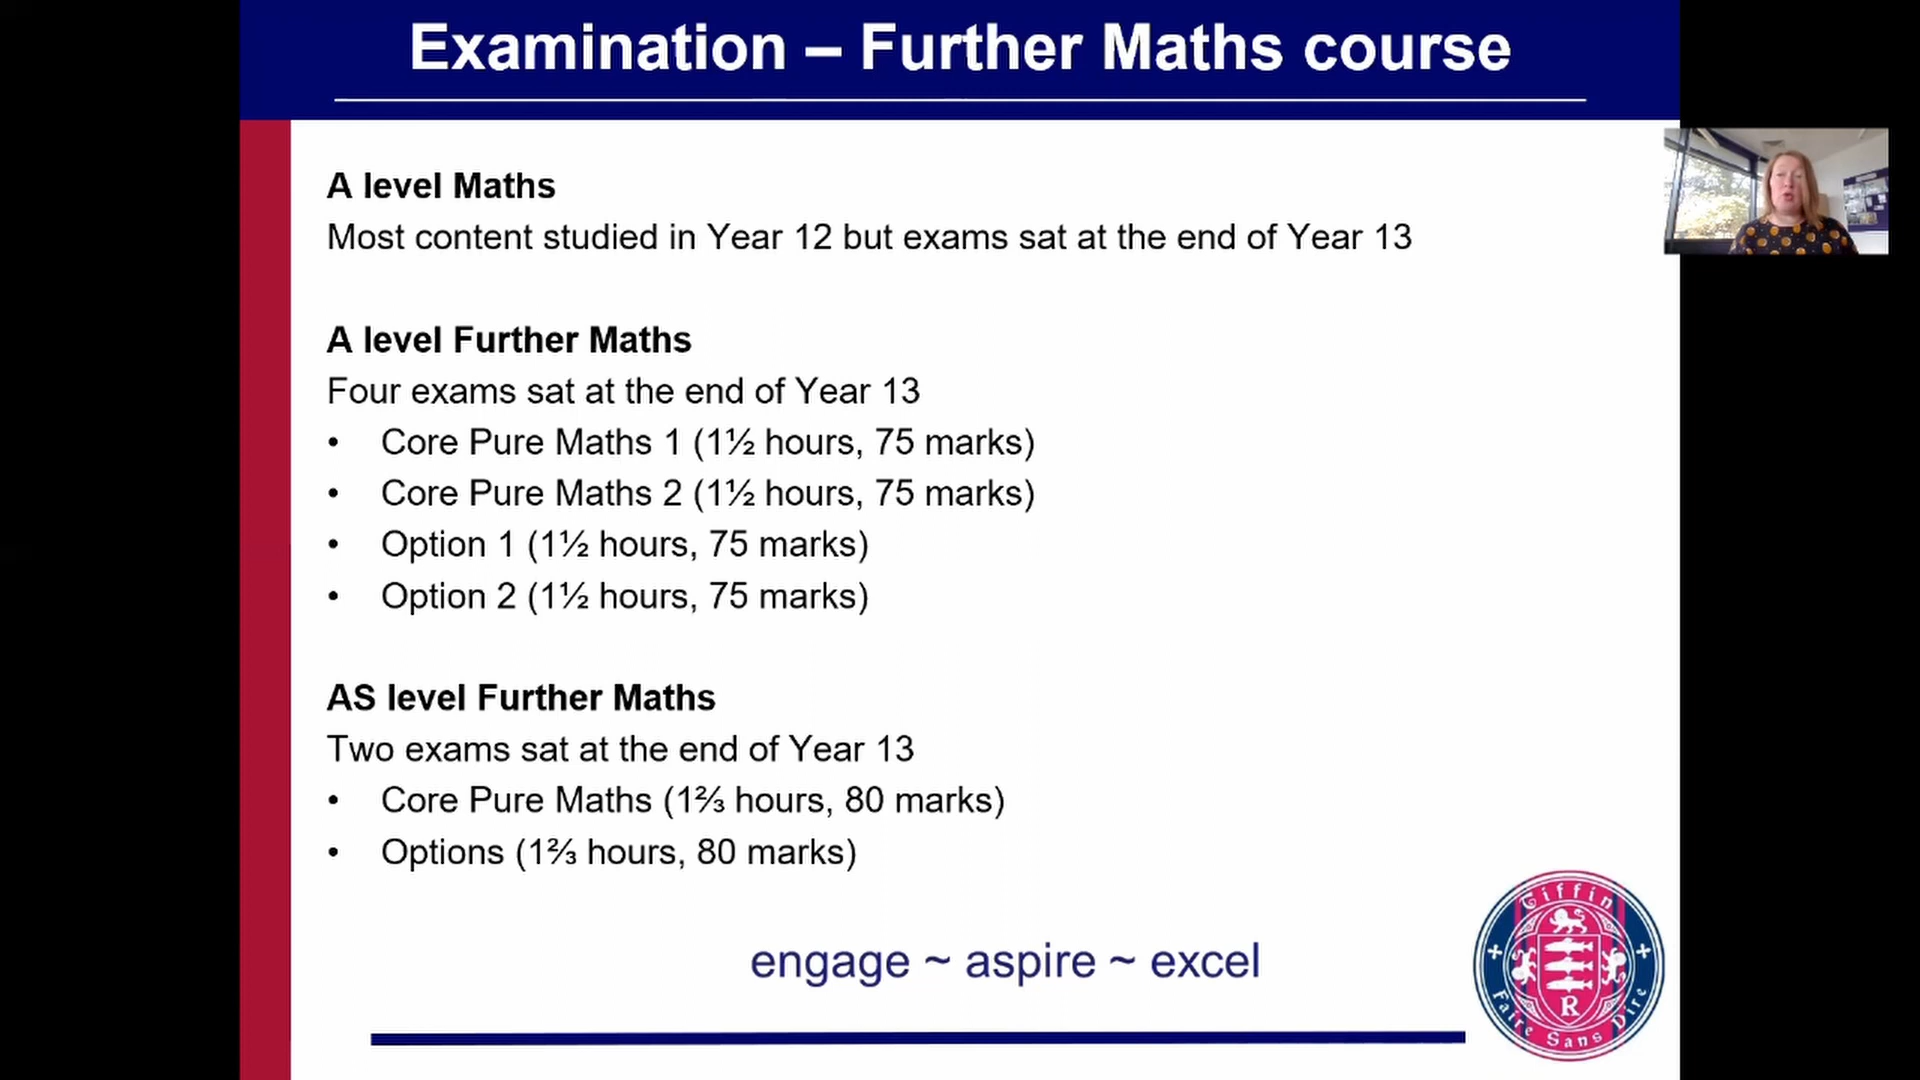 Examination – Further Maths course
A level Maths
Most content studied in Year 12 but exams sat at the end of Year 13
A level Further Maths
Four exams sat at the end of Year 13
• Core Pure Maths 1 (1½ hours, 75 marks)
• Core Pure Maths 2 (1½ hours, 75 marks)
• Option 1 (1½ hours, 75 marks)
• Option 2 (1½ hours, 75 marks)
AS level Further Maths
Two exams sat at the end of Year 13
• Core Pure Maths (1⅔ hours, 80 marks)
• Options (1⅔ hours, 80 marks)
engage ~ aspire ~ excel
Tiffin
R
Faire Sans Dire